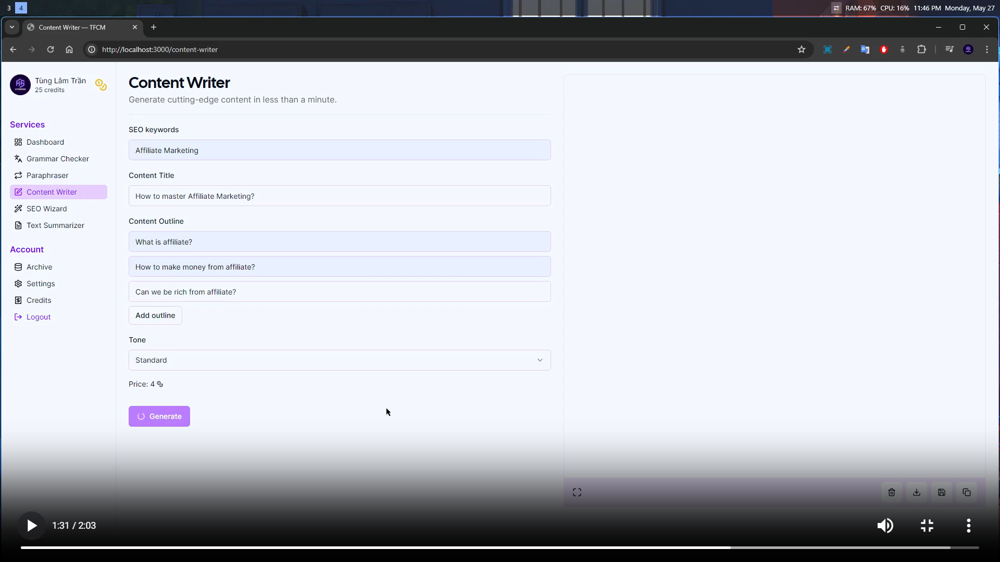 3 4
RAM: 67% CPU: 16% 11:46 PM Monday, May 27
Content Writer — TFCM
http://localhost:3000/content-writer
Tùng Lâm Trần
25 credits
Services
Dashboard
Grammar Checker
Paraphraser
Content Writer
SEO Wizard
Text Summarizer
Account
Archive
Settings
Credits
Logout
Content Writer
Generate cutting-edge content in less than a minute.
SEO keywords
Affiliate Marketing
Content Title
How to master Affiliate Marketing?
Content Outline
What is affiliate?
How to make money from affiliate?
Can we be rich from affiliate?
Add outline
Tone
Standard
Price: 4
Generate
1:31 / 2:03